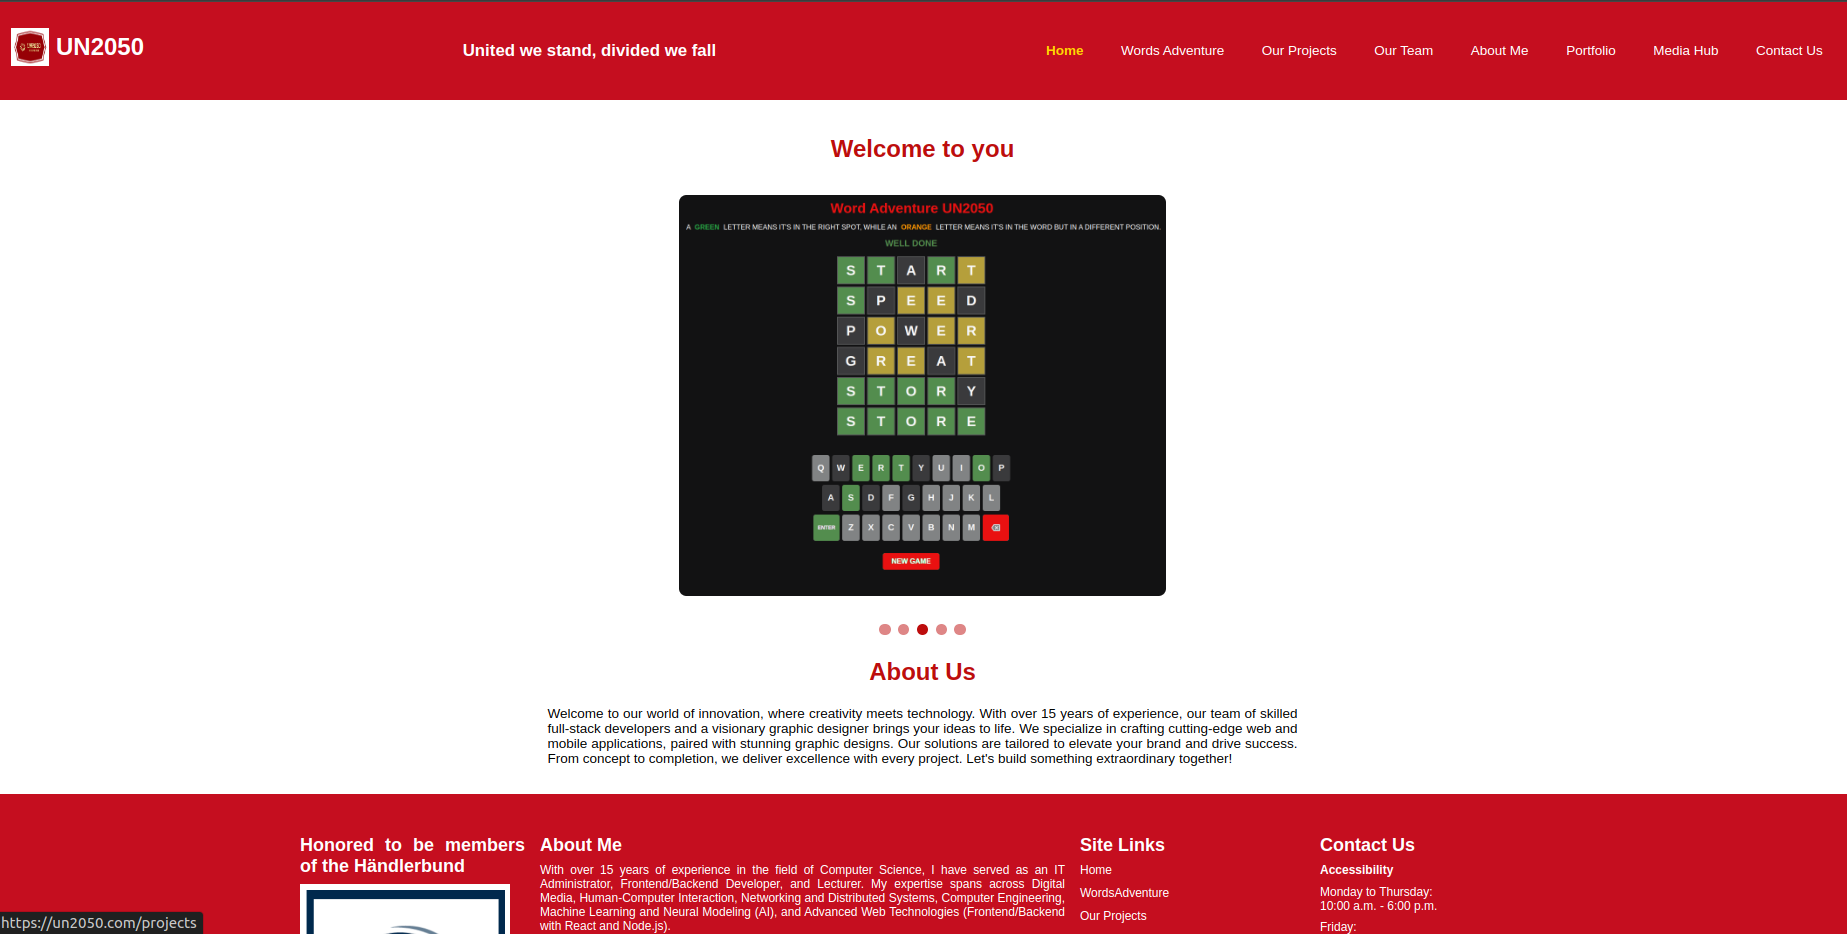 UN2050
United we stand, divided we fall
Home Words Adventure Our Projects Our Team About Me Portfolio Media Hub Contact Us
Welcome to you
Word Adventure UN2050
A GREEN LETTER MEANS IT'S IN THE RIGHT SPOT, WHILE AN ORANGE LETTER MEANS IT'S IN THE WORD BUT IN A DIFFERENT POSITION.
WELL DONE
S T A R T
S P E E D
P O W E R
G R E A T
S T O R Y
S T O R E
Q W E R T Y U I O P
A S D F G H J K L
ENTER Z X C V B N M
NEW GAME
About Us
Welcome to our world of innovation, where creativity meets technology. With over 15 years of experience, our team of skilled
full-stack developers and a visionary graphic designer brings your ideas to life. We specialize in crafting cutting-edge web and
mobile applications, paired with stunning graphic designs. Our solutions are tailored to elevate your brand and drive success.
From concept to completion, we deliver excellence with every project. Let's build something extraordinary together!
Honored to be members
of the Händlerbund
About Me
With over 15 years of experience in the field of Computer Science, I have served as an IT
Administrator, Frontend/Backend Developer, and Lecturer. My expertise spans across Digital
Media, Human-Computer Interaction, Networking and Distributed Systems, Computer Engineering,
Machine Learning and Neural Modeling (AI), and Advanced Web Technologies (Frontend/Backend
with React and Node.js).
Site Links
Home
WordsAdventure
Our Projects
Contact Us
Accessibility
Monday to Thursday:
10:00 a.m. - 6:00 p.m.
Friday:
https://un2050.com/projects